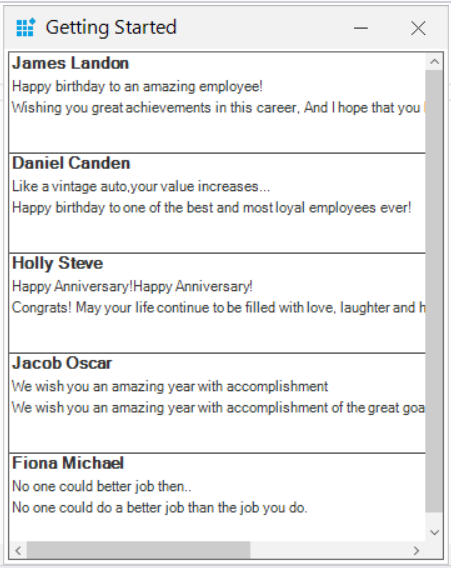 Getting Started
James Landon
Happy birthday to an amazing employee!
Wishing you great achievements in this career, And I hope that you
Daniel Canden
Like a vintage auto,your value increases...
Happy birthday to one of the best and most loyal employees ever!
Holly Steve
Happy Anniversary!Happy Anniversary!
Congrats! May your life continue to be filled with love, laughter and h
Jacob Oscar
We wish you an amazing year with accomplishment
We wish you an amazing year with accomplishment of the great goa
Fiona Michael
No one could better job then..
No one could do a better job than the job you do.